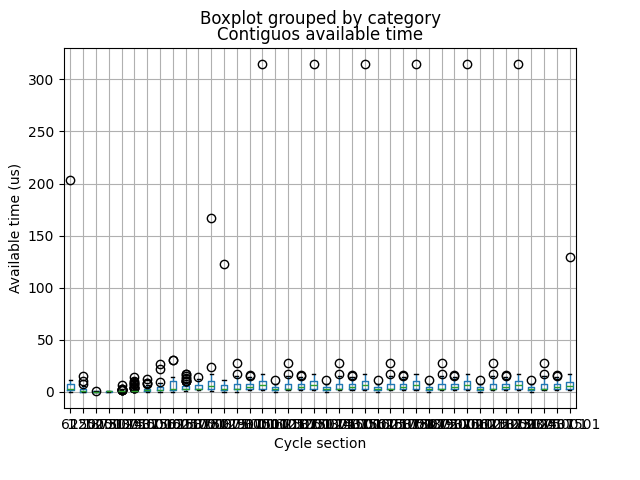 Boxplot grouped by category
Contiguos available time
300
250
200
150
100
50
0
Available time (us)
Cycle section